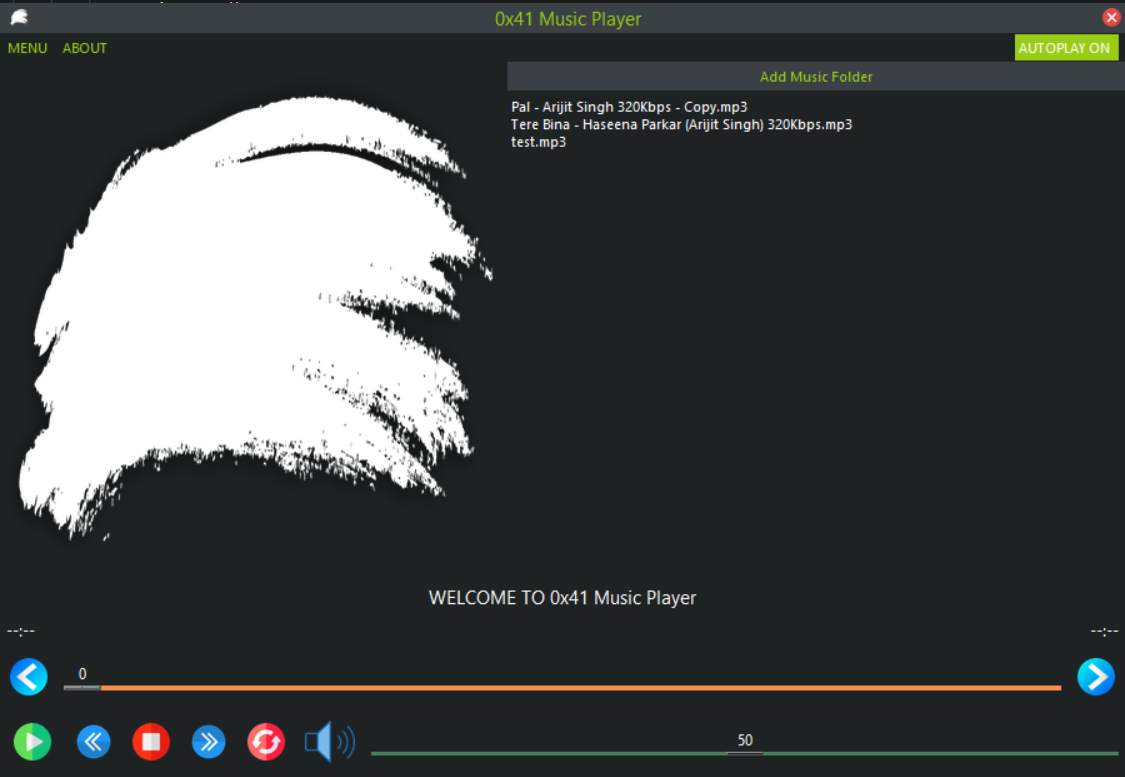 0x41 Music Player
MENU ABOUT AUTOPLAY ON
Add Music Folder
Pal - Arijit Singh 320Kbps - Copy.mp3
Tere Bina - Haseena Parkar (Arijit Singh) 320Kbps.mp3
test.mp3
WELCOME TO 0x41 Music Player
--:-- --:--
0
50